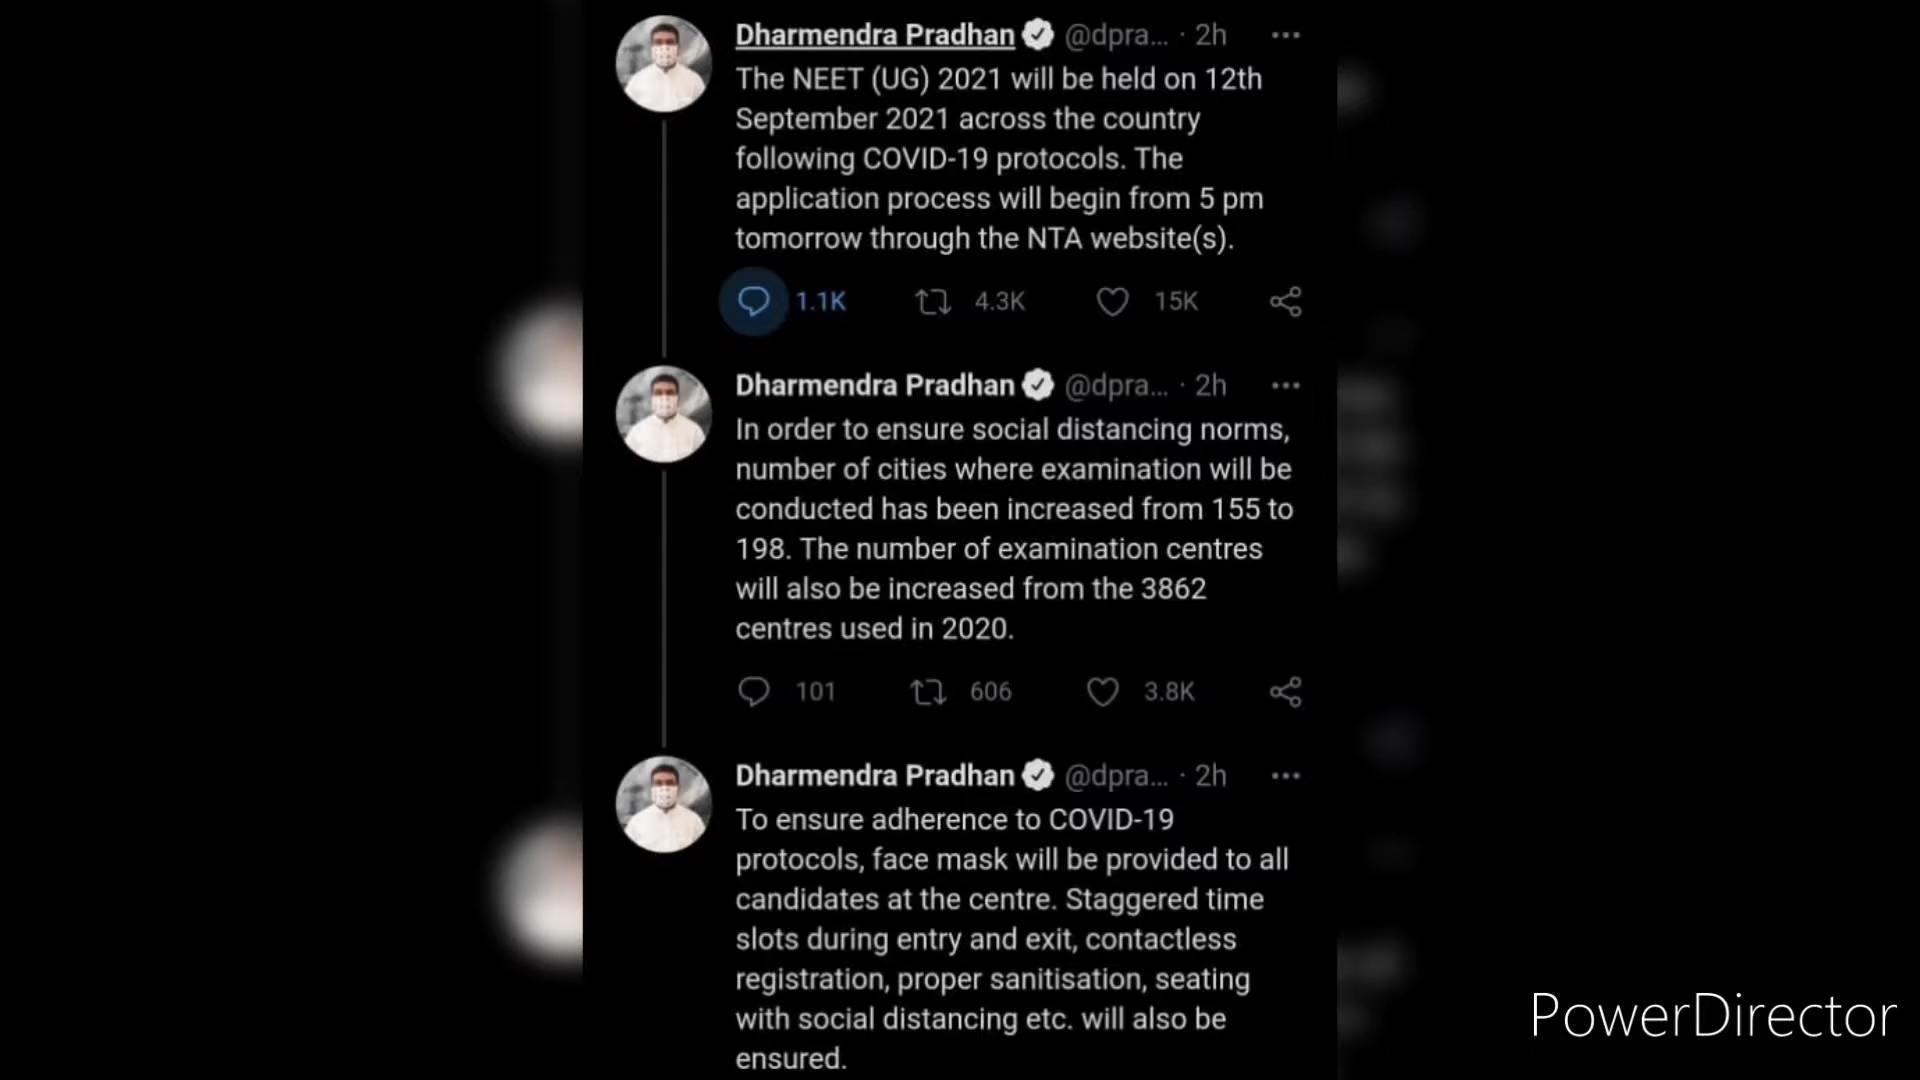 Dharmendra Pradhan @dpra... · 2h
The NEET (UG) 2021 will be held on 12th
September 2021 across the country
following COVID-19 protocols. The
application process will begin from 5 pm
tomorrow through the NTA website(s).
1.1K 4.3K 15K
Dharmendra Pradhan @dpra... · 2h
In order to ensure social distancing norms,
number of cities where examination will be
conducted has been increased from 155 to
198. The number of examination centres
will also be increased from the 3862
centres used in 2020.
101 606 3.8K
Dharmendra Pradhan @dpra... · 2h
To ensure adherence to COVID-19
protocols, face mask will be provided to all
candidates at the centre. Staggered time
slots during entry and exit, contactless
registration, proper sanitisation, seating
with social distancing etc. will also be
ensured.
PowerDirector